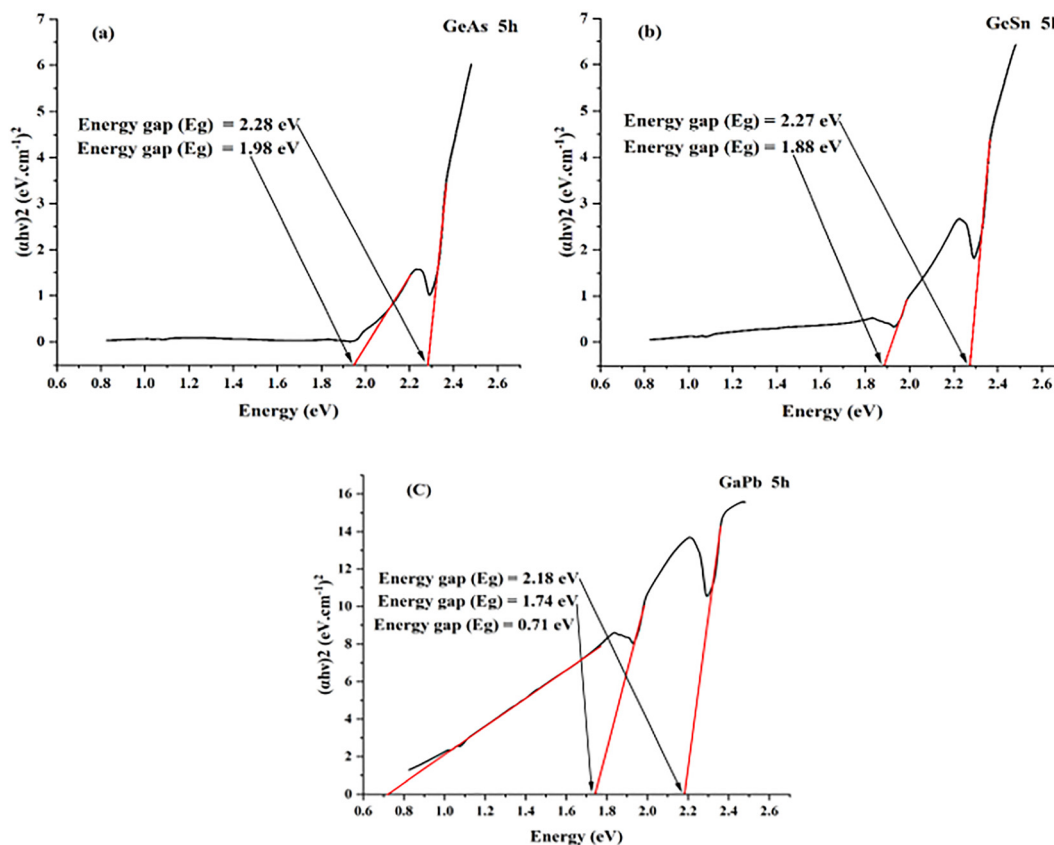 (a)
GeAs 5h
7
6
5
4
3
2
1
0
(αhv)2 (eV.cm⁻¹)²
Energy gap (Eg) = 2.28 eV
Energy gap (Eg) = 1.98 eV
0.6 0.8 1.0 1.2 1.4 1.6 1.8 2.0 2.2 2.4 2.6
Energy (eV)
(b)
GeSn 5h
7
6
5
4
3
2
1
0
(αhv)2 (eV.cm⁻¹)²
Energy gap (Eg) = 2.27 eV
Energy gap (Eg) = 1.88 eV
0.6 0.8 1.0 1.2 1.4 1.6 1.8 2.0 2.2 2.4 2.6
Energy (eV)
(C)
GaPb 5h
16
14
12
10
8
6
4
2
0
(αhv)2 (eV.cm⁻¹)²
Energy gap (Eg) = 2.18 eV
Energy gap (Eg) = 1.74 eV
Energy gap (Eg) = 0.71 eV
0.6 0.8 1.0 1.2 1.4 1.6 1.8 2.0 2.2 2.4 2.6
Energy (eV)